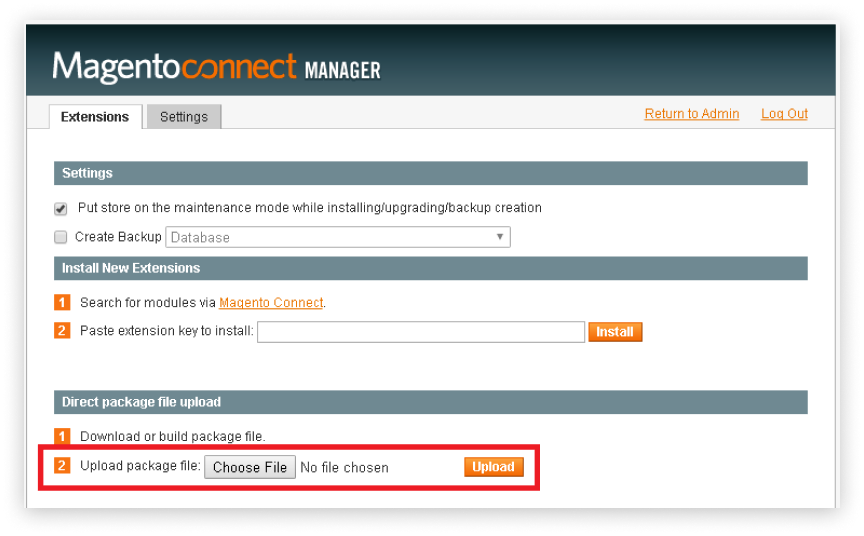 Magentoconnect MANAGER
Extensions Settings Return to Admin Log Out
Settings
Put store on the maintenance mode while installing/upgrading/backup creation
Create Backup Database
Install New Extensions
1 Search for modules via Magento Connect.
2 Paste extension key to install: Install
Direct package file upload
1 Download or build package file.
2 Upload package file: Choose File No file chosen Upload